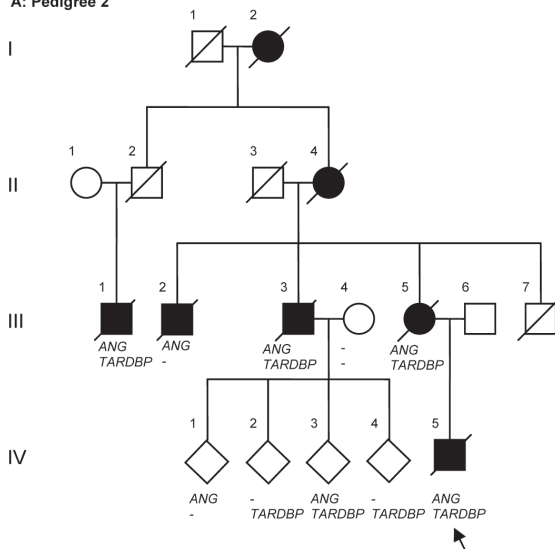 A: Pedigree 2
1 2
I
1 2 3 4
II
1 2 3 4 5 6 7
III
ANG ANG ANG - ANG
TARDBP - TARDBP - TARDBP
1 2 3 4 5
IV
ANG - ANG - ANG
- TARDBP TARDBP TARDBP TARDBP